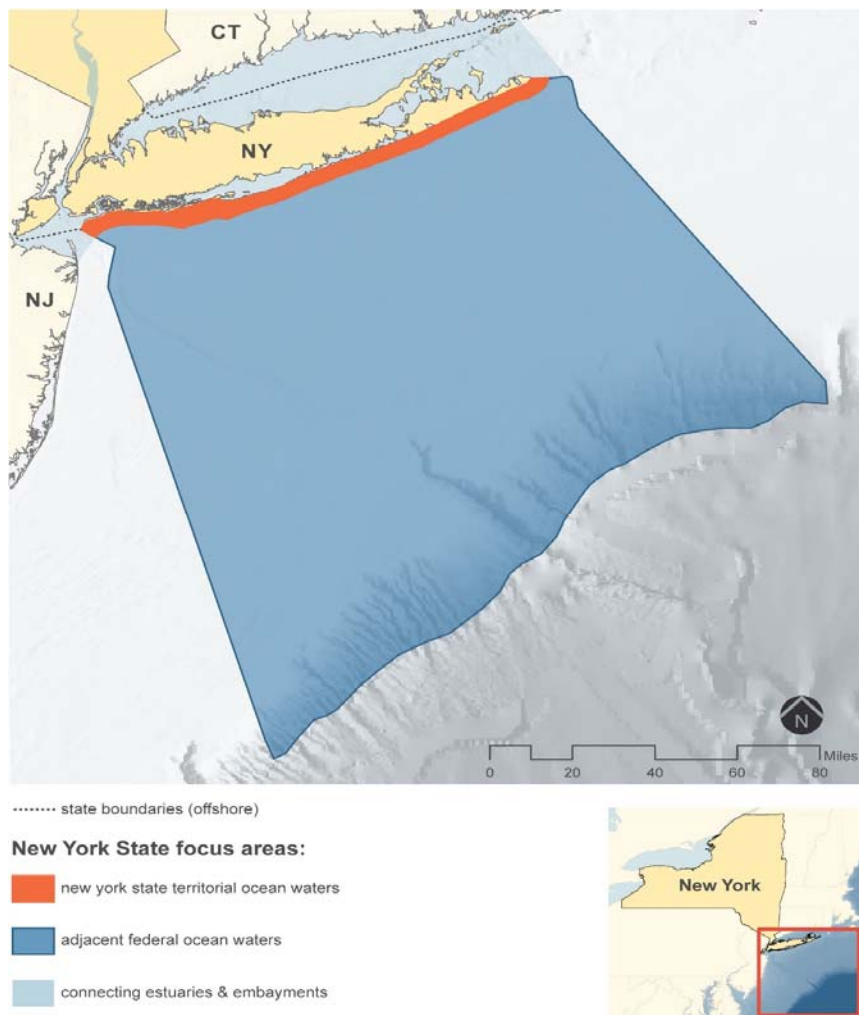 CT
NY
NJ
N
Miles
0 20 40 60 80
state boundaries (offshore)
New York State focus areas:
new york state territorial ocean waters
adjacent federal ocean waters
connecting estuaries & embayments
New York